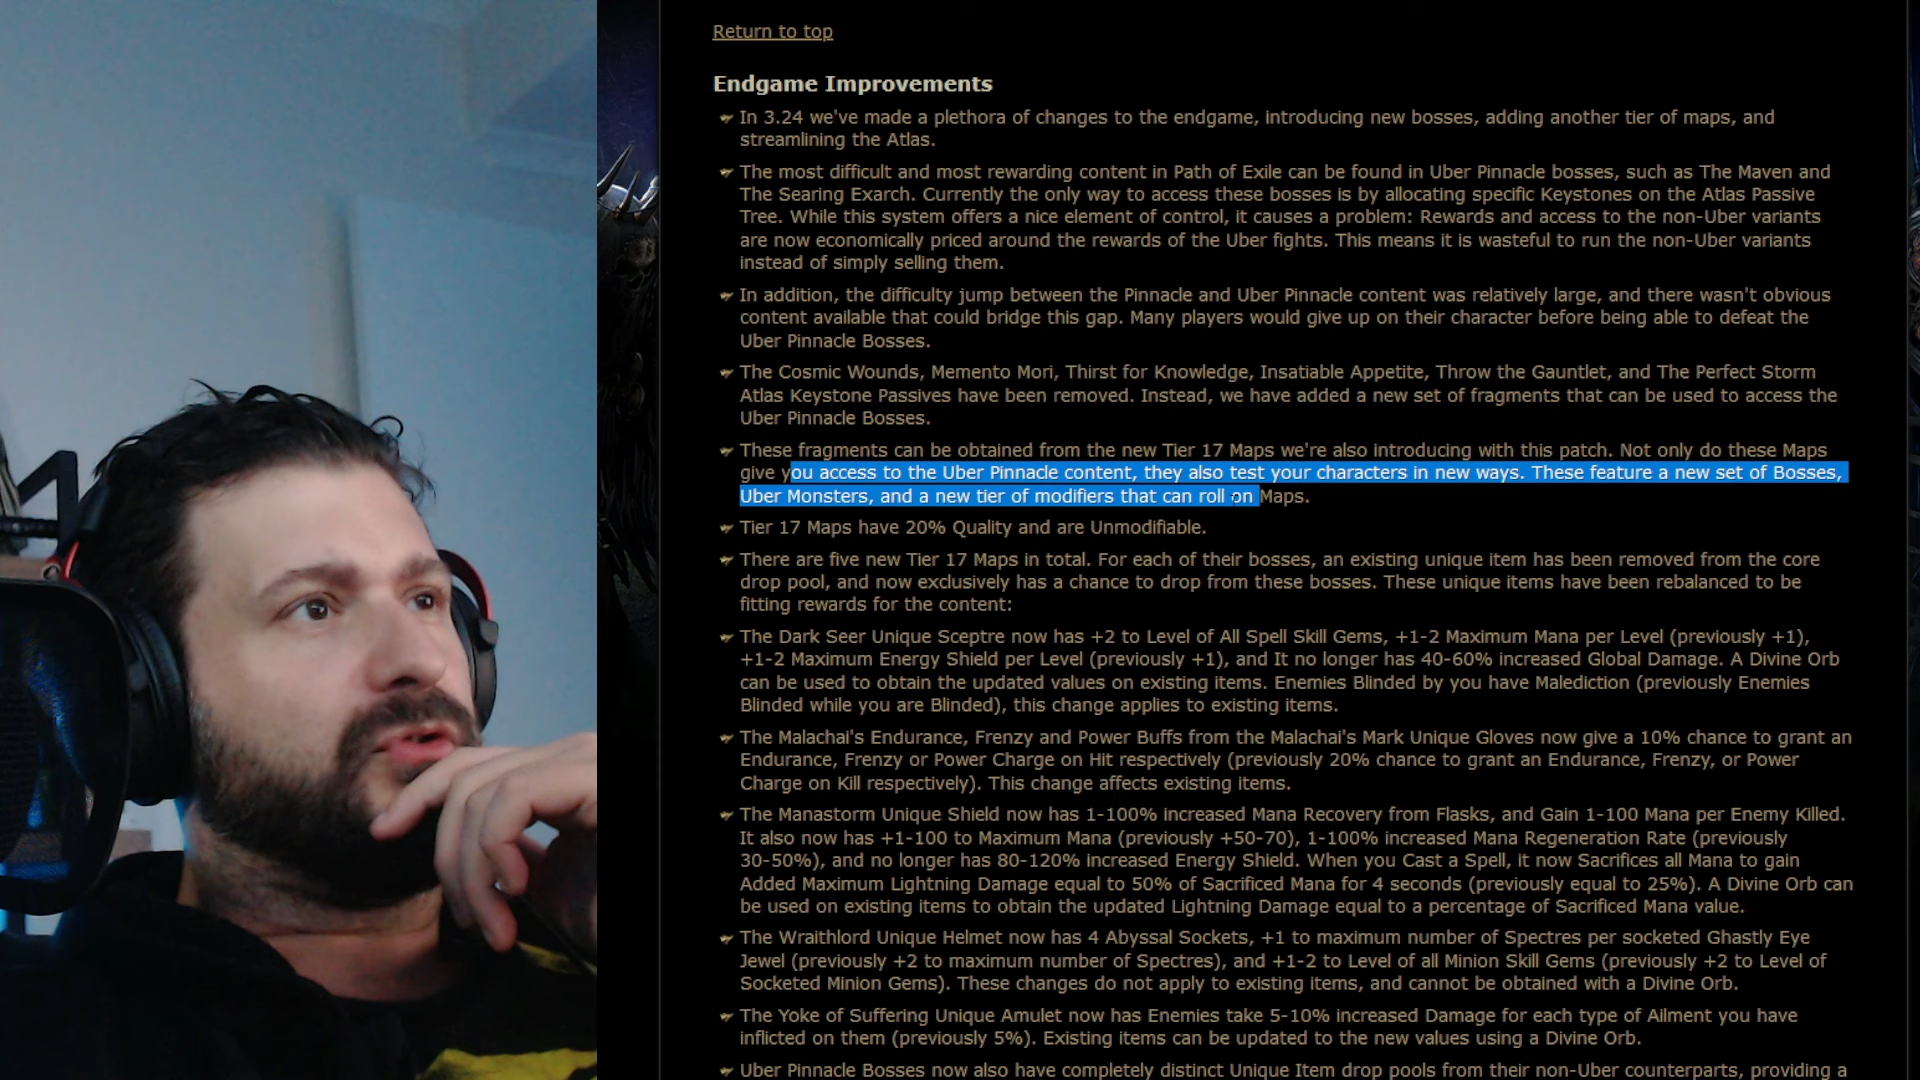 Return to top
Endgame Improvements
In 3.24 we've made a plethora of changes to the endgame, introducing new bosses, adding another tier of maps, and
streamlining the Atlas.
The most difficult and most rewarding content in Path of Exile can be found in Uber Pinnacle bosses, such as The Maven and
The Searing Exarch. Currently the only way to access these bosses is by allocating specific Keystones on the Atlas Passive
Tree. While this system offers a nice element of control, it causes a problem: Rewards and access to the non-Uber variants
are now economically priced around the rewards of the Uber fights. This means it is wasteful to run the non-Uber variants
instead of simply selling them.
In addition, the difficulty jump between the Pinnacle and Uber Pinnacle content was relatively large, and there wasn't obvious
content available that could bridge this gap. Many players would give up on their character before being able to defeat the
Uber Pinnacle Bosses.
The Cosmic Wounds, Memento Mori, Thirst for Knowledge, Insatiable Appetite, Throw the Gauntlet, and The Perfect Storm
Atlas Keystone Passives have been removed. Instead, we have added a new set of fragments that can be used to access the
Uber Pinnacle Bosses.
These fragments can be obtained from the new Tier 17 Maps we're also introducing with this patch. Not only do these Maps
give you access to the Uber Pinnacle content, they also test your characters in new ways. These feature a new set of Bosses,
Uber Monsters, and a new tier of modifiers that can roll on Maps.
Tier 17 Maps have 20% Quality and are Unmodifiable.
There are five new Tier 17 Maps in total. For each of their bosses, an existing unique item has been removed from the core
drop pool, and now exclusively has a chance to drop from these bosses. These unique items have been rebalanced to be
fitting rewards for the content:
The Dark Seer Unique Sceptre now has +2 to Level of All Spell Skill Gems, +1-2 Maximum Mana per Level (previously +1),
+1-2 Maximum Energy Shield per Level (previously +1), and It no longer has 40-60% increased Global Damage. A Divine Orb
can be used to obtain the updated values on existing items. Enemies Blinded by you have Malediction (previously Enemies
Blinded while you are Blinded), this change applies to existing items.
The Malachai's Endurance, Frenzy and Power Buffs from the Malachai's Mark Unique Gloves now give a 10% chance to grant an
Endurance, Frenzy or Power Charge on Hit respectively (previously 20% chance to grant an Endurance, Frenzy, or Power
Charge on Kill respectively). This change affects existing items.
The Manastorm Unique Shield now has 1-100% increased Mana Recovery from Flasks, and Gain 1-100 Mana per Enemy Killed.
It also now has +1-100 to Maximum Mana (previously +50-70), 1-100% increased Mana Regeneration Rate (previously
30-50%), and no longer has 80-120% increased Energy Shield. When you Cast a Spell, it now Sacrifices all Mana to gain
Added Maximum Lightning Damage equal to 50% of Sacrificed Mana for 4 seconds (previously equal to 25%). A Divine Orb can
be used on existing items to obtain the updated Lightning Damage equal to a percentage of Sacrificed Mana value.
The Wraithlord Unique Helmet now has 4 Abyssal Sockets, +1 to maximum number of Spectres per socketed Ghastly Eye
Jewel (previously +2 to maximum number of Spectres), and +1-2 to Level of all Minion Skill Gems (previously +2 to Level of
Socketed Minion Gems). These changes do not apply to existing items, and cannot be obtained with a Divine Orb.
The Yoke of Suffering Unique Amulet now has Enemies take 5-10% increased Damage for each type of Ailment you have
inflicted on them (previously 5%). Existing items can be updated to the new values using a Divine Orb.
Uber Pinnacle Bosses now also have completely distinct Unique Item drop pools from their non-Uber counterparts, providing a